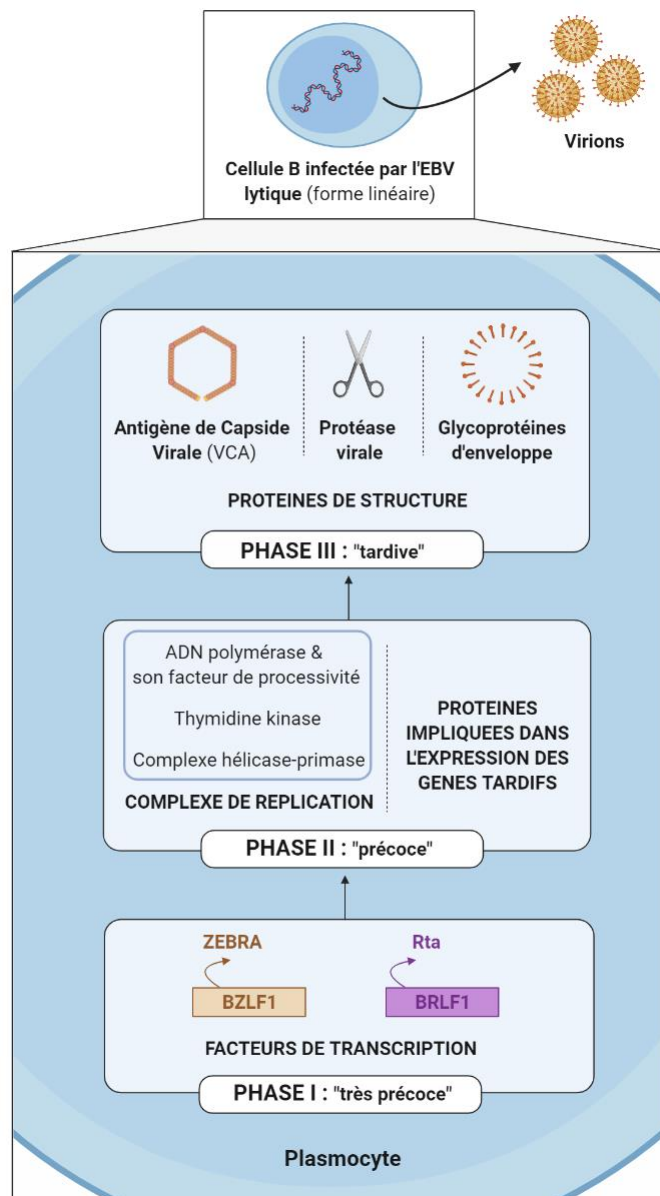 Virions
Cellule B infectée par l'EBV
lytique (forme linéaire)
Antigène de Capside
Virale (VCA)
Protéase
virale
Glycoprotéines
d'enveloppe
PROTEINES DE STRUCTURE
PHASE III : "tardive"
ADN polymérase &
son facteur de processivité
Thymidine kinase
Complexe hélicase-primase
COMPLEXE DE REPLICATION
PROTEINES
IMPLIQUEES DANS
L'EXPRESSION DES
GENES TARDIFS
PHASE II : "précoce"
ZEBRA
BZLF1
Rta
BRLF1
FACTEURS DE TRANSCRIPTION
PHASE I : "très précoce"
Plasmocyte